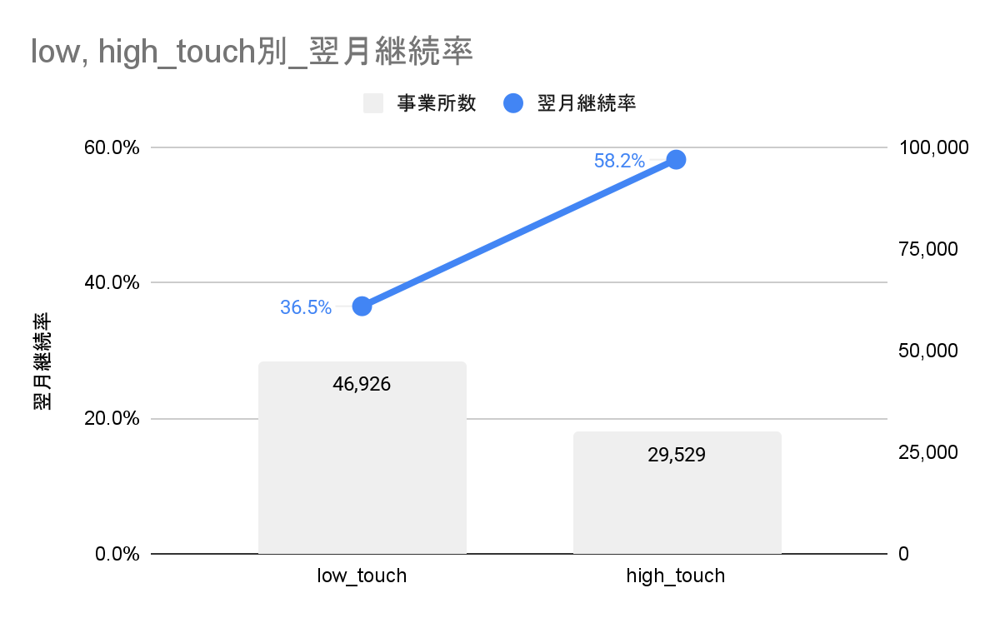 low, high_touch別_翌月継続率
事業所数 翌月継続率
60.0%
40.0%
20.0%
0.0%
翌月継続率
100,000
75,000
50,000
25,000
0
58.2%
36.5%
46,926
29,529
low_touch
high_touch